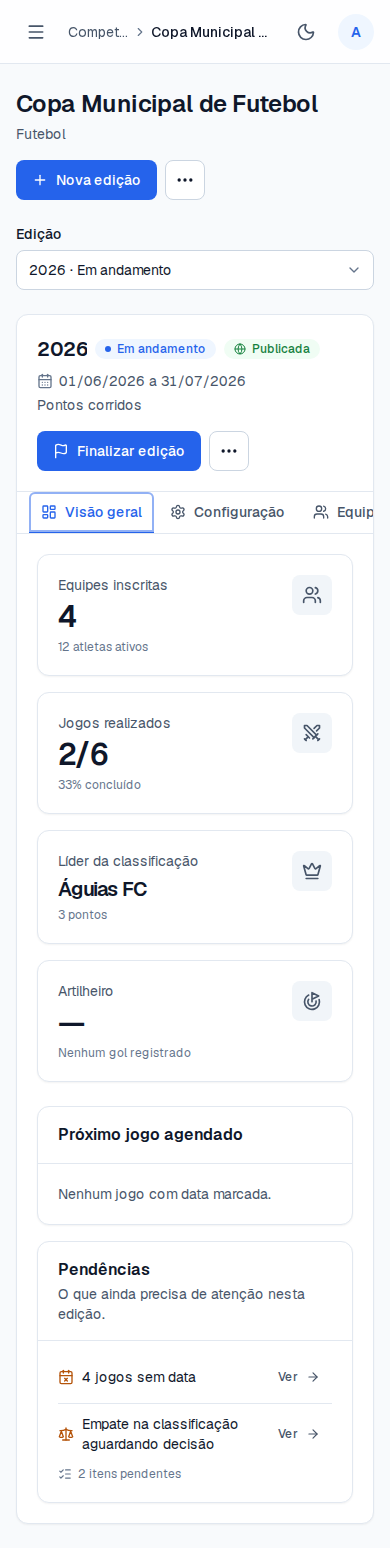 Compet... > Copa Municipal ... A
Copa Municipal de Futebol
Futebol
+ Nova edição ...
Edição
2026 · Em andamento
2026 • Em andamento Publicada
01/06/2026 a 31/07/2026
Pontos corridos
Finalizar edição ...
Visão geral Configuração Equip
Equipes inscritas
4
12 atletas ativos
Jogos realizados
2/6
33% concluído
Líder da classificação
Águias FC
3 pontos
Artilheiro
—
Nenhum gol registrado
Próximo jogo agendado
Nenhum jogo com data marcada.
Pendências
O que ainda precisa de atenção nesta
edição.
4 jogos sem data Ver →
Empate na classificação
aguardando decisão Ver →
2 itens pendentes